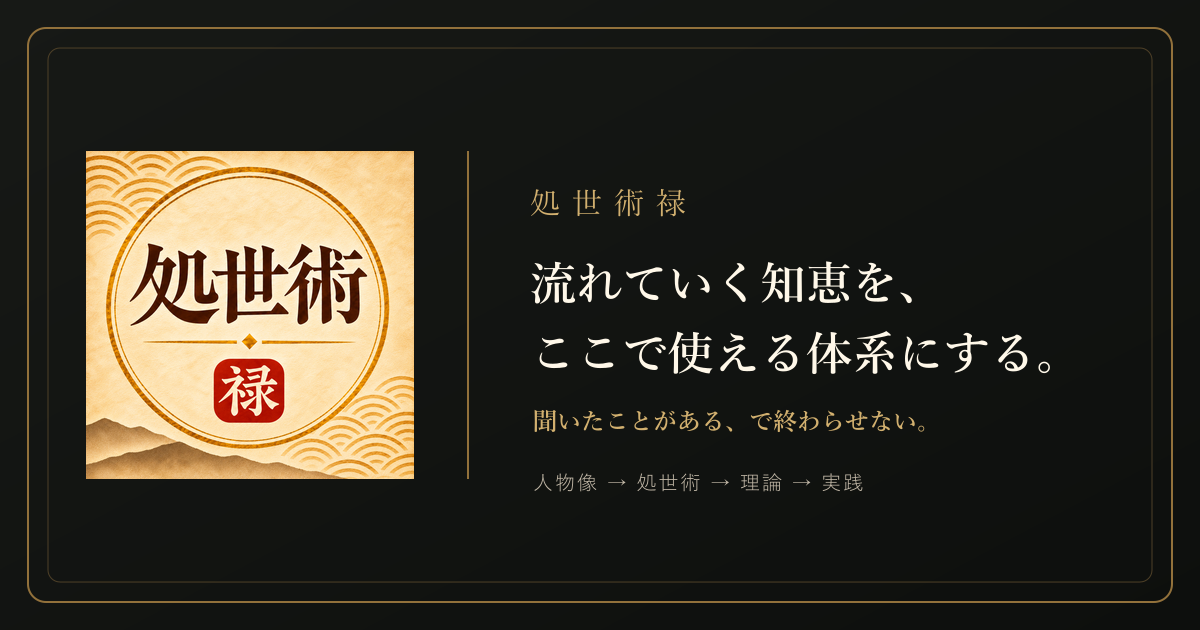 処世術
禄
処世術禄
流れていく知恵を、
ここで使える体系にする。
聞いたことがある、で終わらせない。
人物像 → 処世術 → 理論 → 実践